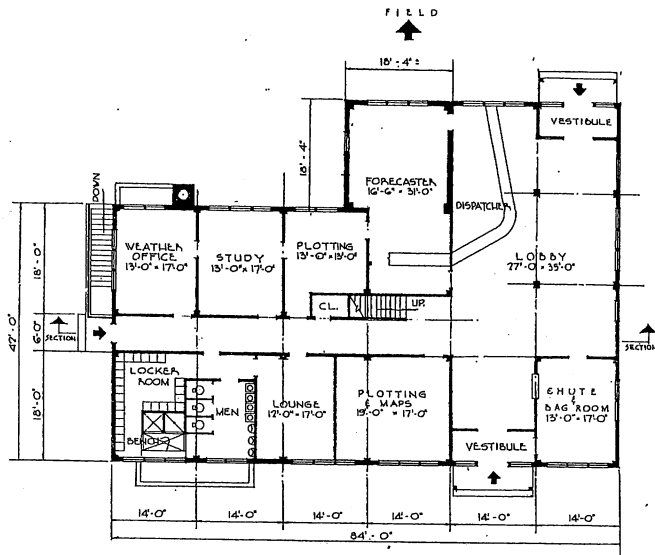 FIELD
18'-4"
VESTIBULE
18'-4"
FORECASTER
16'-6" = 31'-0"
DISPATCHER
DOWN
WEATHER
OFFICE
13'-0" = 17'-0"
STUDY
13'-0" = 17'-0"
PLOTTING
13'-0" = 13'-0"
LOBBY
27'-0" = 35'-0"
18'-0"
6'-0"
42'-0"
18'-0"
CL.
UP
SECTION
SECTION
LOCKER
ROOM
BENCH
MEN
LOUNGE
12'-0" = 17'-0"
PLOTTING
& MAPS
19'-0" = 17'-0"
CHUTE
&
BAG ROOM
13'-0" = 17'-0"
VESTIBULE
14'-0" 14'-0" 14'-0" 14'-0" 14'-0" 14'-0"
84'-0"